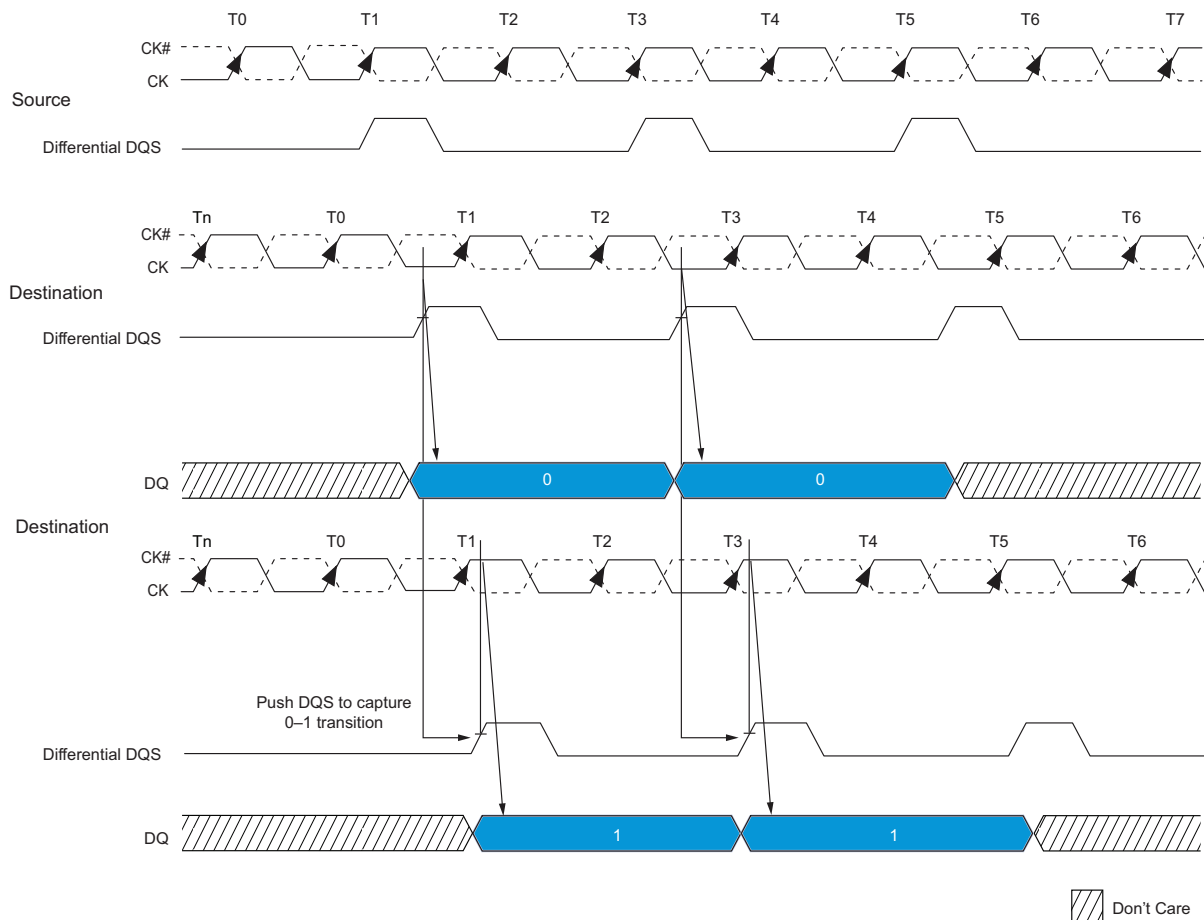 T0 T1 T2 T3 T4 T5 T6 T7
CK#
CK
Source
Differential DQS
Tn T0 T1 T2 T3 T4 T5 T6
CK#
CK
Destination
Differential DQS
DQ 0 0
Destination
Tn T0 T1 T2 T3 T4 T5 T6
CK#
CK
Push DQS to capture
0–1 transition
Differential DQS
DQ 1 1
Don't Care